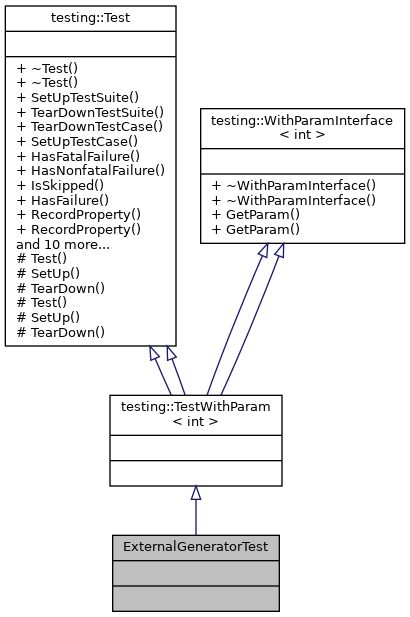 testing::Test
+ ~Test()
+ ~Test()
+ SetUpTestSuite()
+ TearDownTestSuite()
+ TearDownTestCase()
+ SetUpTestCase()
+ HasFatalFailure()
+ HasNonfatalFailure()
+ IsSkipped()
+ HasFailure()
+ RecordProperty()
+ RecordProperty()
and 10 more...
# Test()
# SetUp()
# TearDown()
# Test()
# SetUp()
# TearDown()
testing::WithParamInterface
< int >
+ ~WithParamInterface()
+ ~WithParamInterface()
+ GetParam()
+ GetParam()
testing::TestWithParam
< int >
ExternalGeneratorTest